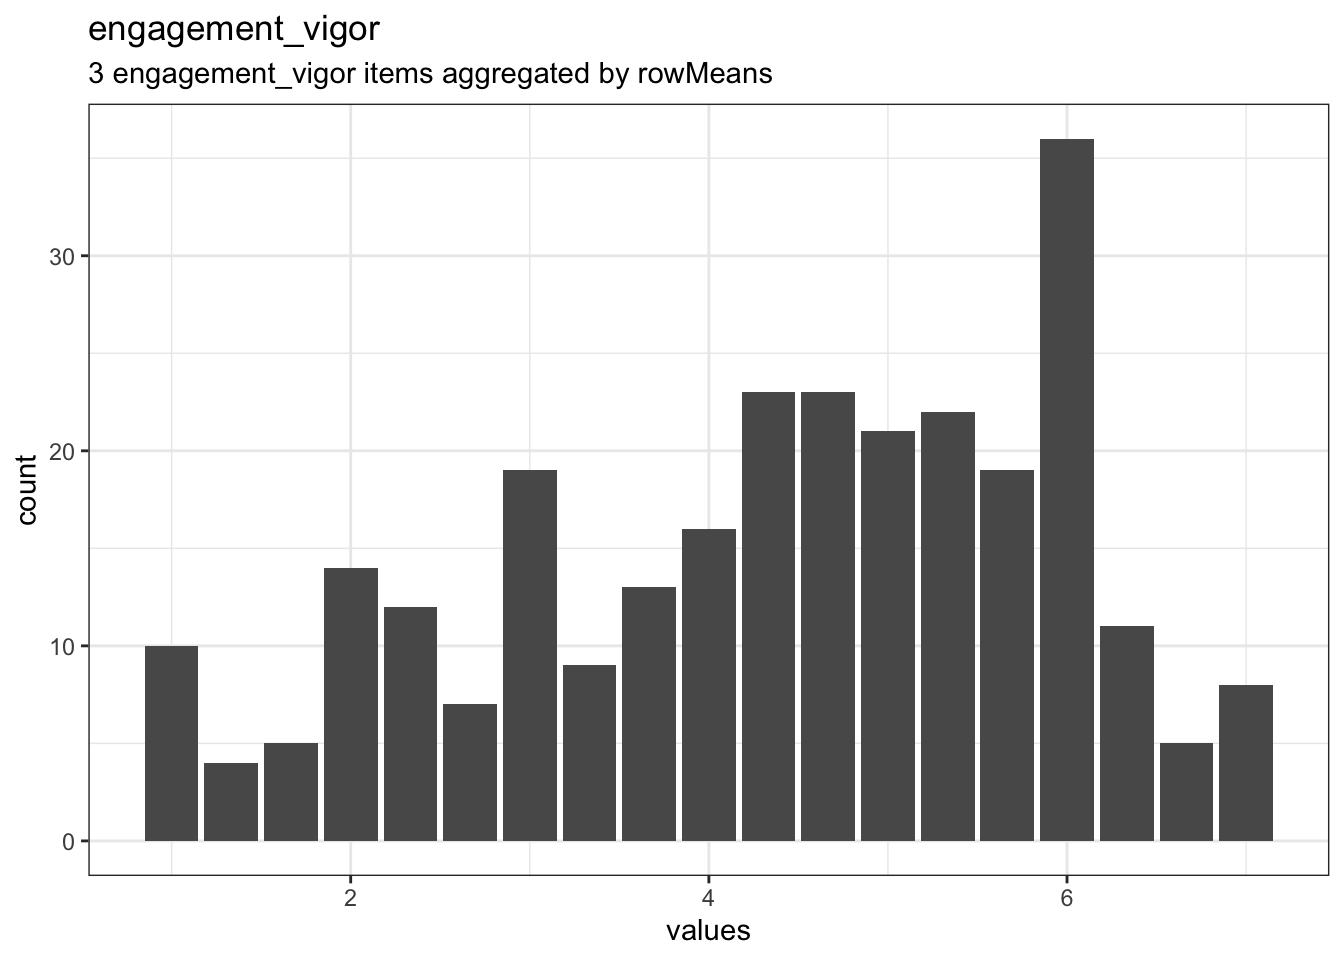 engagement_vigor
3 engagement_vigor items aggregated by rowMeans
30
20
10
0
count
2 4 6
values